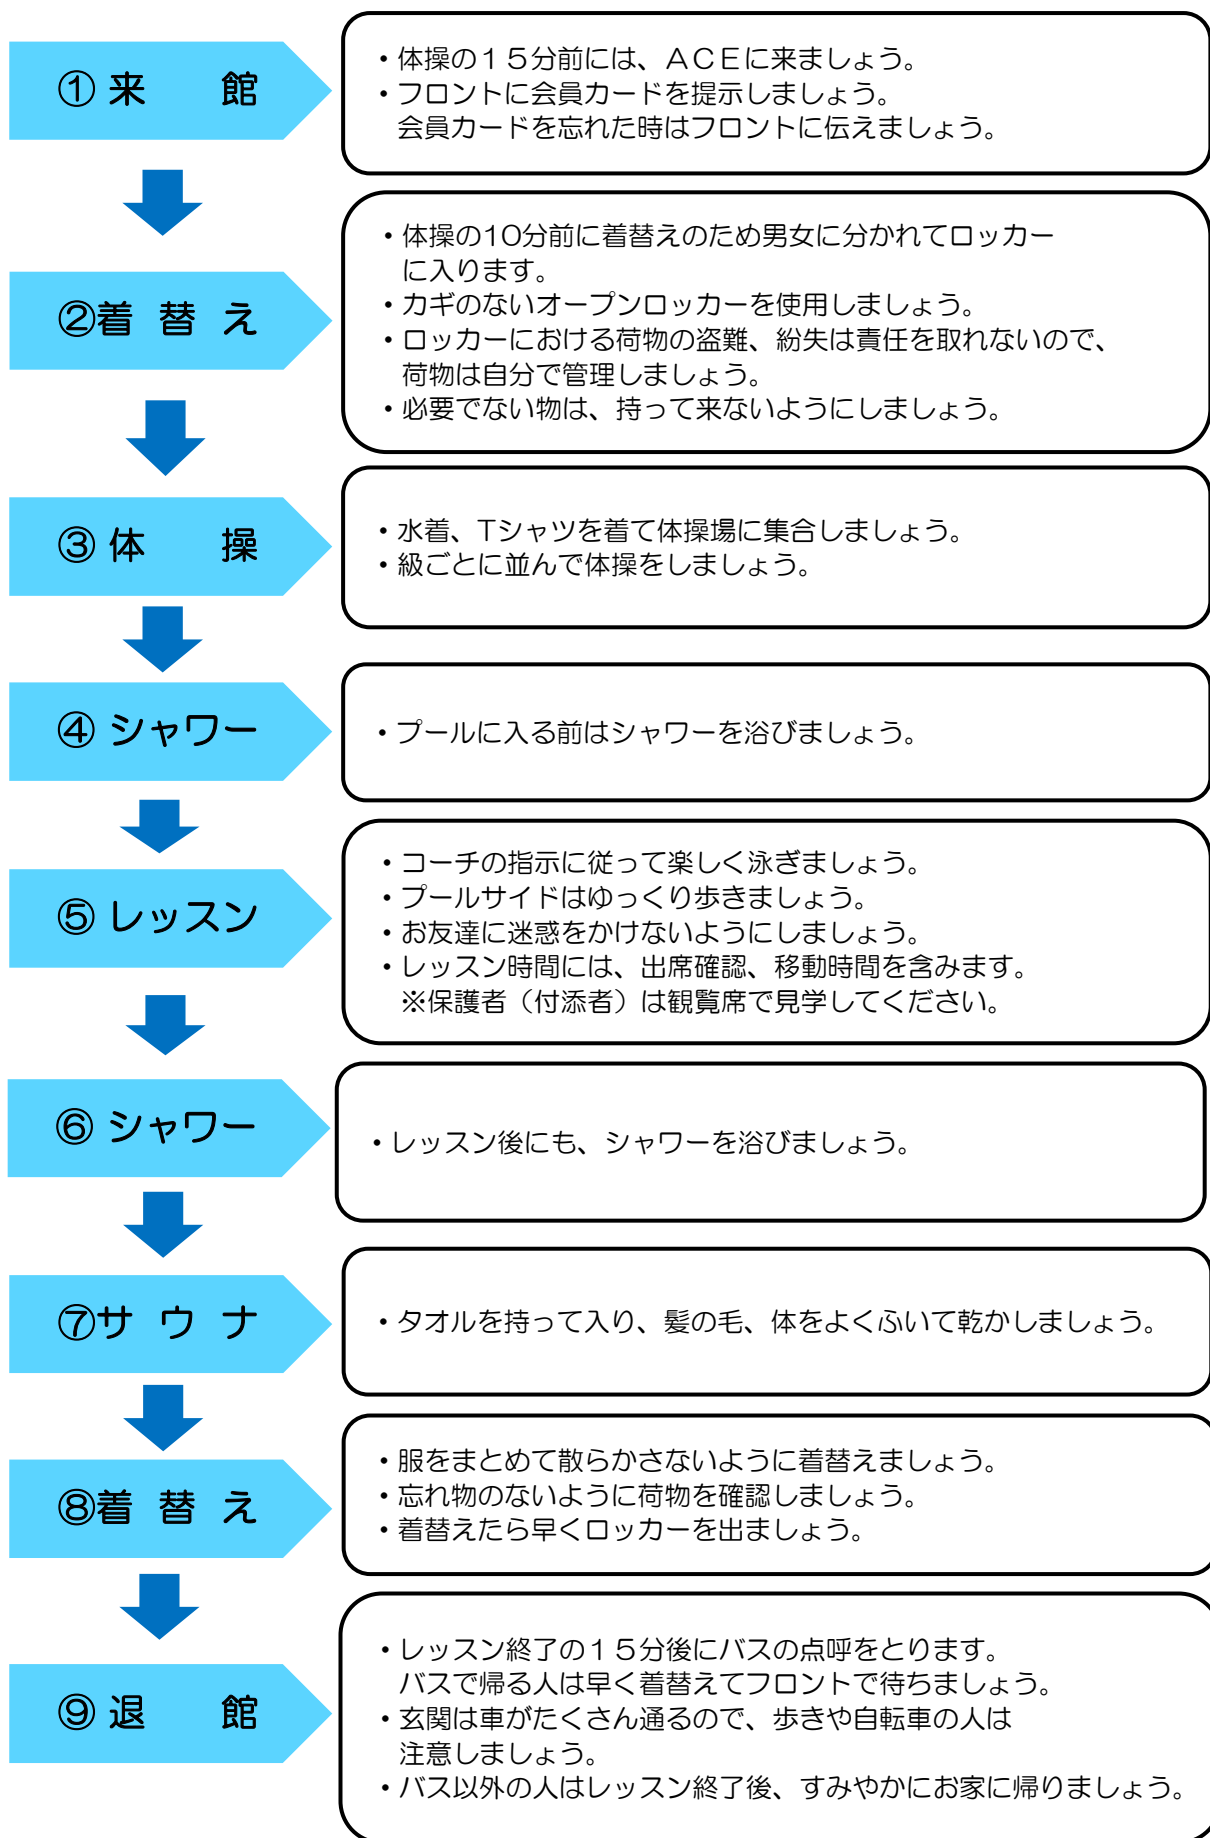 ①来　館
・体操の１５分前には、ＡＣＥに来ましょう。
・フロントに会員カードを提示しましょう。
会員カードを忘れた時はフロントに伝えましょう。
②着 替 え
・体操の10分前に着替えのため男女に分かれてロッカー
に入ります。
・カギのないオープンロッカーを使用しましょう。
・ロッカーにおける荷物の盗難、紛失は責任を取れないので、
荷物は自分で管理しましょう。
・必要でない物は、持って来ないようにしましょう。
③体　操
・水着、Tシャツを着て体操場に集合しましょう。
・級ごとに並んで体操をしましょう。
④シャワー
・プールに入る前はシャワーを浴びましょう。
⑤レッスン
・コーチの指示に従って楽しく泳ぎましょう。
・プールサイドはゆっくり歩きましょう。
・お友達に迷惑をかけないようにしましょう。
・レッスン時間には、出席確認、移動時間を含みます。
※保護者（付添者）は観覧席で見学してください。
⑥シャワー
・レッスン後にも、シャワーを浴びましょう。
⑦サ ウ ナ
・タオルを持って入り、髪の毛、体をよくふいて乾かしましょう。
⑧着 替 え
・服をまとめて散らかさないように着替えましょう。
・忘れ物のないように荷物を確認しましょう。
・着替えたら早くロッカーを出ましょう。
⑨退　館
・レッスン終了の１５分後にバスの点呼をとります。
バスで帰る人は早く着替えてフロントで待ちましょう。
・玄関は車がたくさん通るので、歩きや自転車の人は
注意しましょう。
・バス以外の人はレッスン終了後、すみやかにお家に帰りましょう。